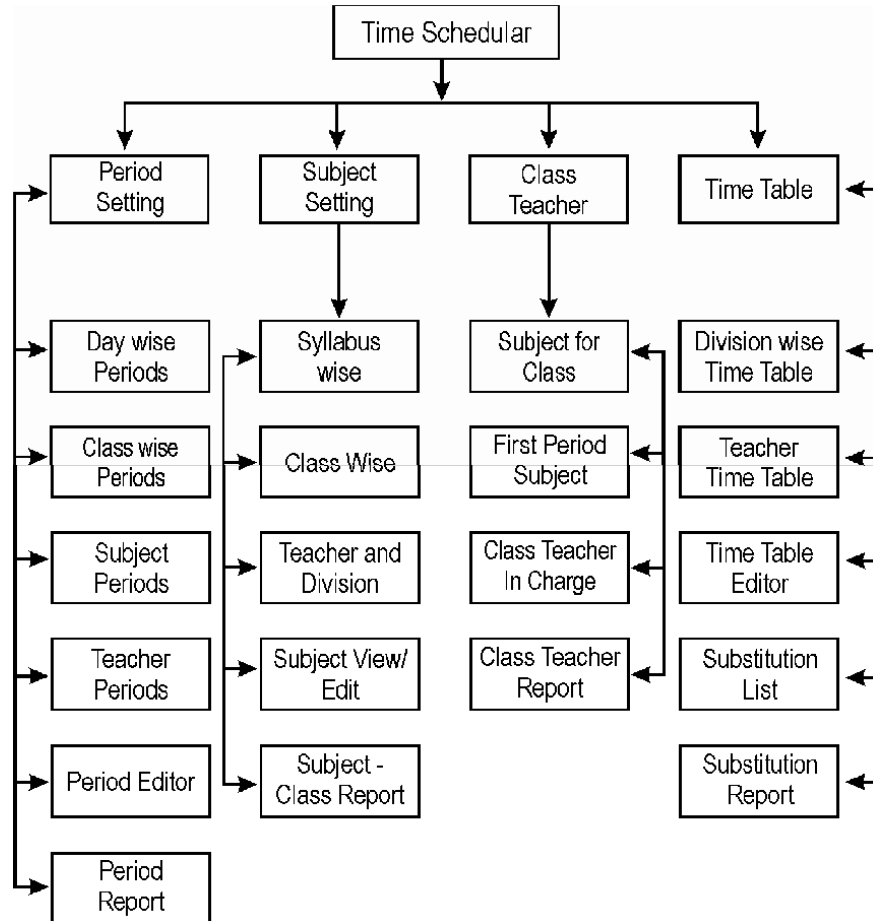 Time Schedular
Period
Setting
Subject
Setting
Class
Teacher
Time Table
Day wise
Periods
Syllabus
wise
Subject for
Class
Division wise
Time Table
Class wise
Periods
Class Wise
First Period
Subject
Teacher
Time Table
Subject
Periods
Teacher and
Division
Class Teacher
In Charge
Time Table
Editor
Teacher
Periods
Subject View/
Edit
Class Teacher
Report
Substitution
List
Period Editor
Subject -
Class Report
Substitution
Report
Period
Report